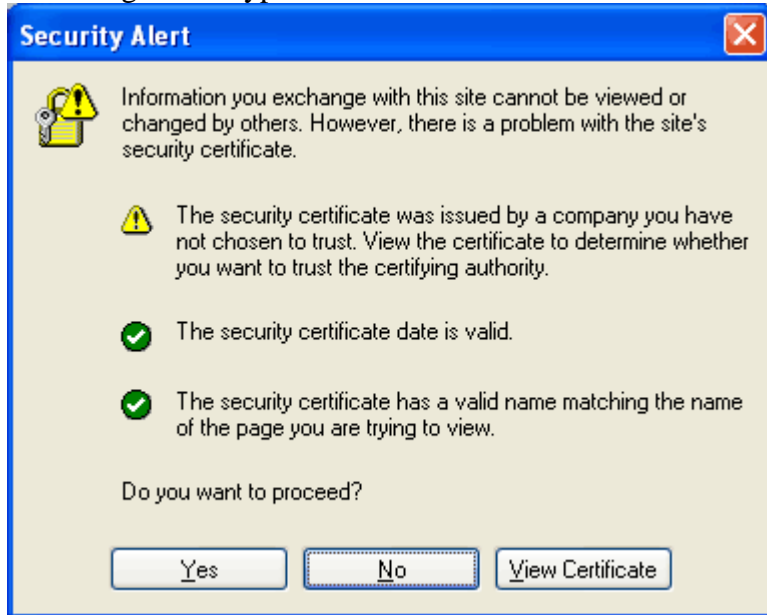 Security Alert
Information you exchange with this site cannot be viewed or
changed by others. However, there is a problem with the site's
security certificate.
The security certificate was issued by a company you have
not chosen to trust. View the certificate to determine whether
you want to trust the certifying authority.
The security certificate date is valid.
The security certificate has a valid name matching the name
of the page you are trying to view.
Do you want to proceed?
Yes No View Certificate